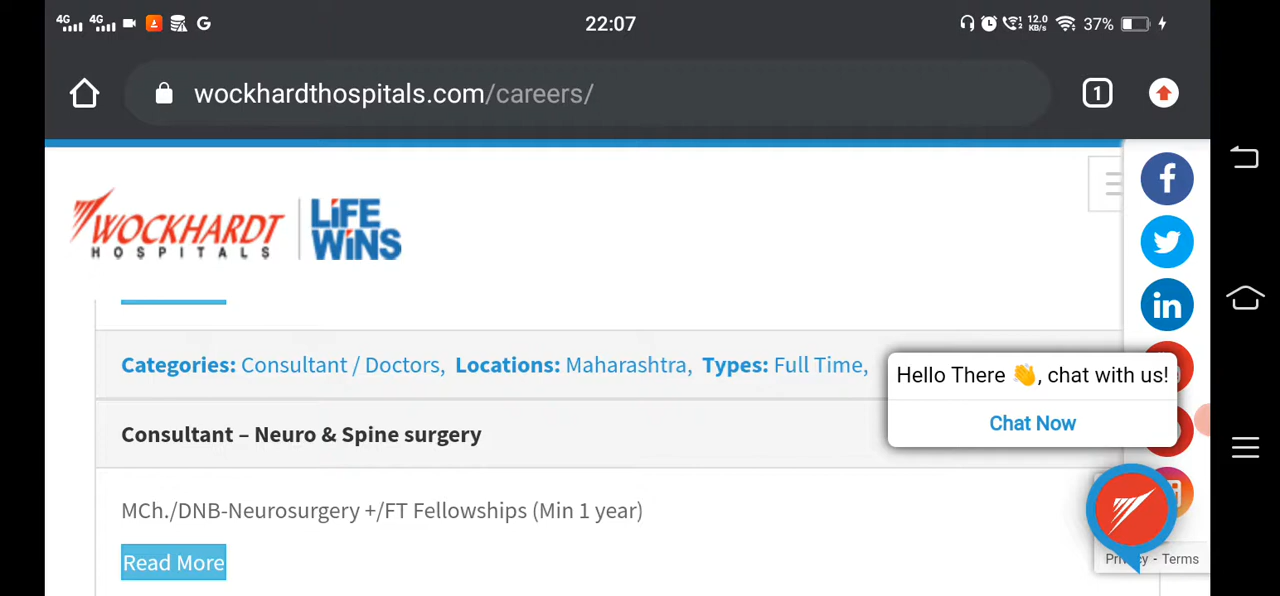 4G 4G G 22:07 12.0 KB/s 37%
wockhardthospitals.com/careers/ 1
WOCKHARDT
HOSPITALS
LiFE
WiNS
Categories: Consultant / Doctors, Locations: Maharashtra, Types: Full Time,
Hello There 👋, chat with us!
Chat Now
Consultant – Neuro & Spine surgery
MCh./DNB-Neurosurgery +/FT Fellowships (Min 1 year)
Read More
Terms